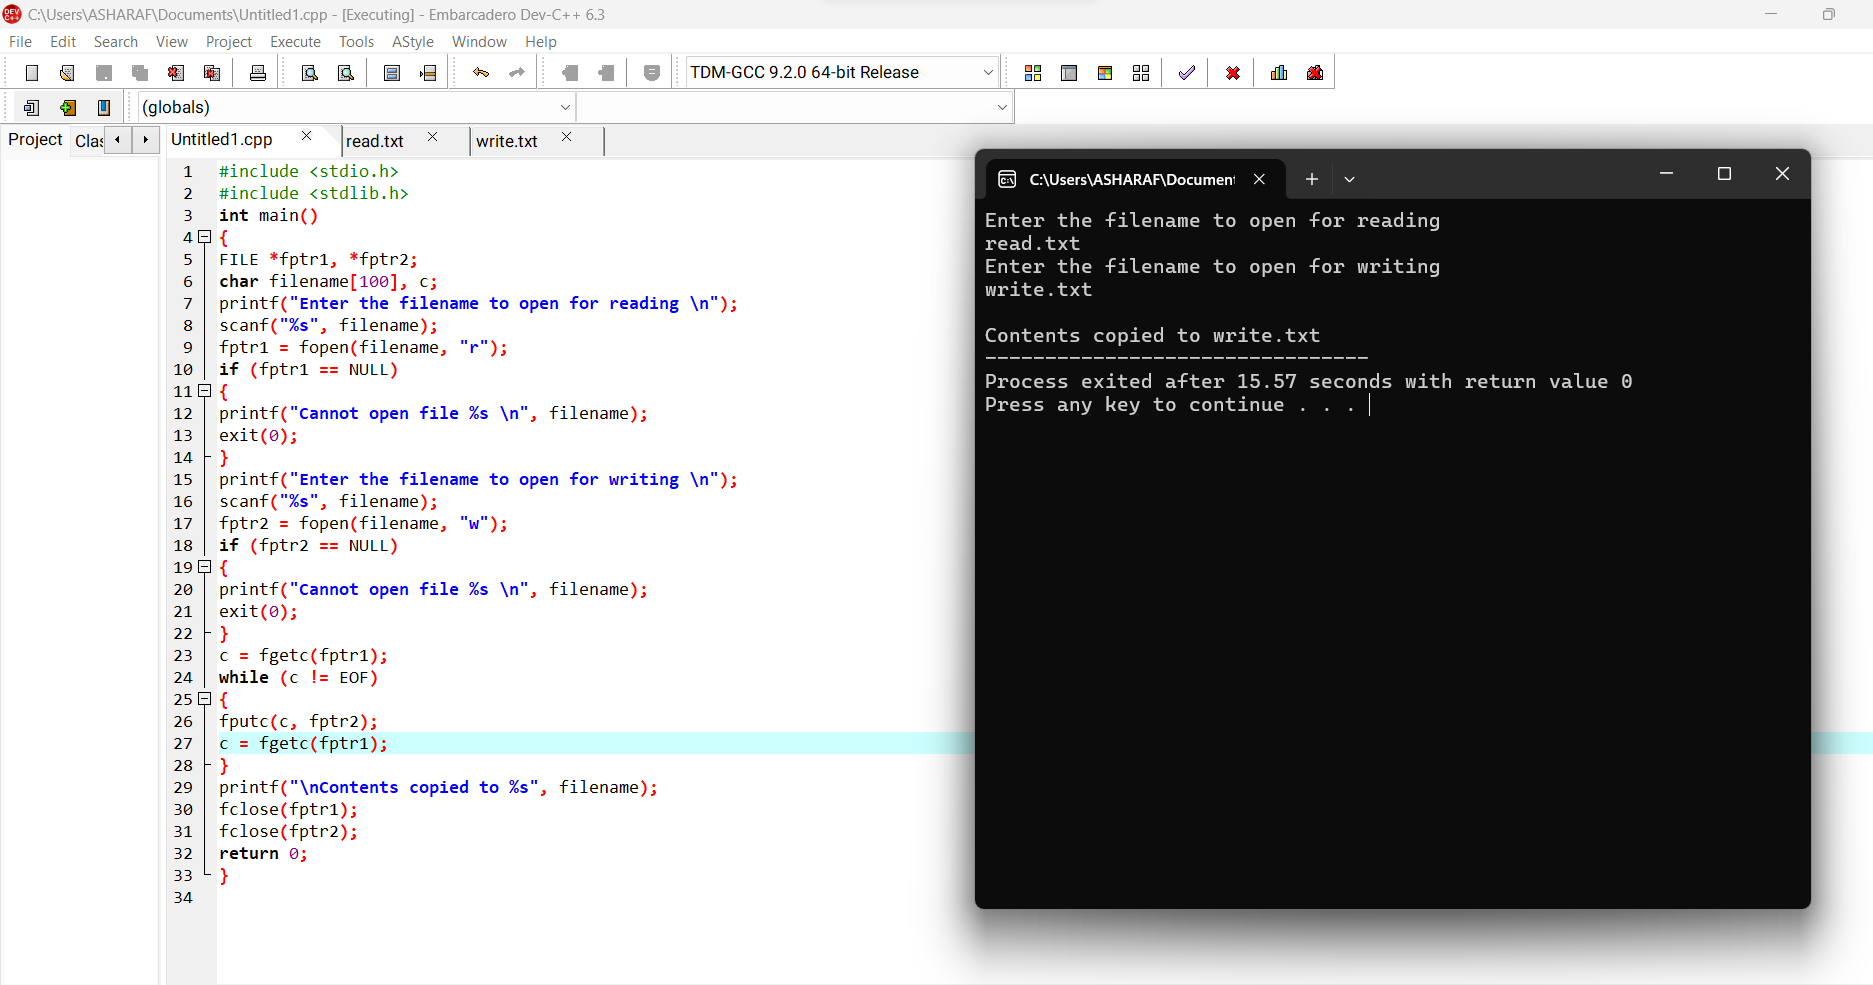 C:\Users\ASHARAF\Documents\Untitled1.cpp - [Executing] - Embarcadero Dev-C++ 6.3
File Edit Search View Project Execute Tools AStyle Window Help
TDM-GCC 9.2.0 64-bit Release
(globals)
Project Clas Untitled1.cpp read.txt write.txt
1 #include <stdio.h>
2 #include <stdlib.h>
3 int main()
4 {
5 FILE *fptr1, *fptr2;
6 char filename[100], c;
7 printf("Enter the filename to open for reading \n");
8 scanf("%s", filename);
9 fptr1 = fopen(filename, "r");
10 if (fptr1 == NULL)
11 {
12 printf("Cannot open file %s \n", filename);
13 exit(0);
14 }
15 printf("Enter the filename to open for writing \n");
16 scanf("%s", filename);
17 fptr2 = fopen(filename, "w");
18 if (fptr2 == NULL)
19 {
20 printf("Cannot open file %s \n", filename);
21 exit(0);
22 }
23 c = fgetc(fptr1);
24 while (c != EOF)
25 {
26 fputc(c, fptr2);
27 c = fgetc(fptr1);
28 }
29 printf("\nContents copied to %s", filename);
30 fclose(fptr1);
31 fclose(fptr2);
32 return 0;
33 }
34
C:\Users\ASHARAF\Documen
Enter the filename to open for reading
read.txt
Enter the filename to open for writing
write.txt
Contents copied to write.txt
--------------------------------
Process exited after 15.57 seconds with return value 0
Press any key to continue . . .